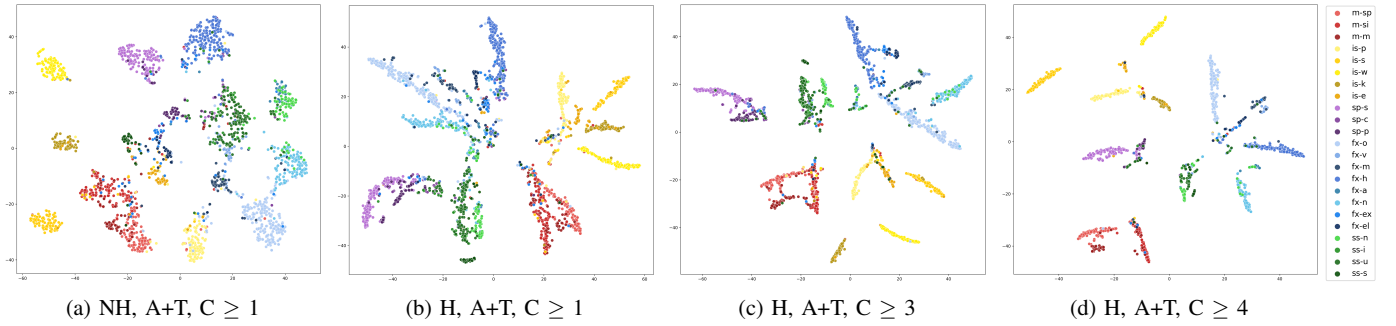 m-sp
m-si
m-m
is-p
is-s
is-w
is-k
is-e
sp-s
sp-c
sp-p
fx-o
fx-v
fx-m
fx-h
fx-a
fx-n
fx-ex
fx-el
ss-n
ss-i
ss-u
ss-s
(a) NH, A+T, C ≥ 1
(b) H, A+T, C ≥ 1
(c) H, A+T, C ≥ 3
(d) H, A+T, C ≥ 4